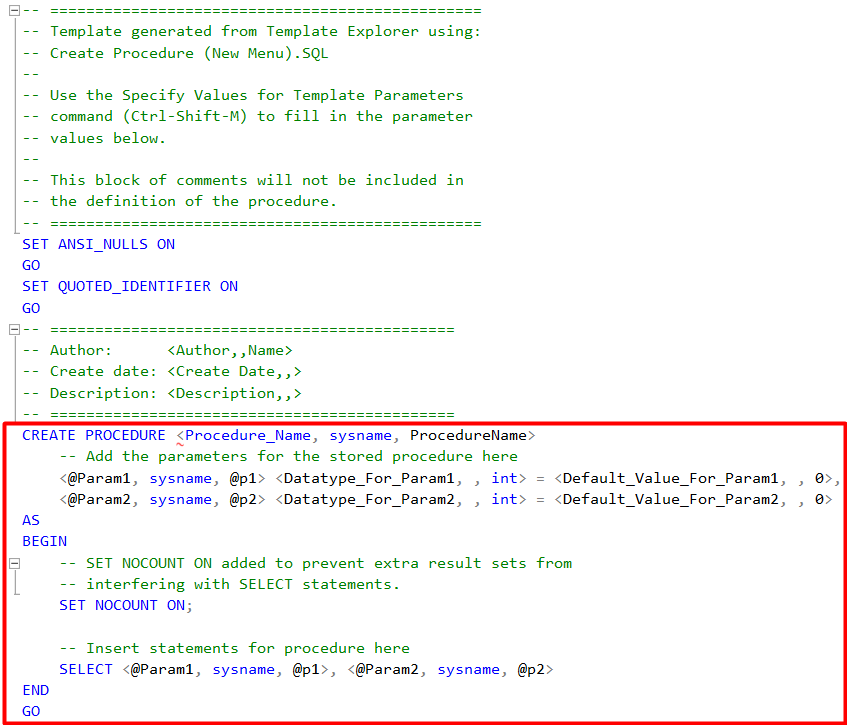 -- ================================================
-- Template generated from Template Explorer using:
-- Create Procedure (New Menu).SQL
--
-- Use the Specify Values for Template Parameters
-- command (Ctrl-Shift-M) to fill in the parameter
-- values below.
--
-- This block of comments will not be included in
-- the definition of the procedure.
-- ================================================
SET ANSI_NULLS ON
GO
SET QUOTED_IDENTIFIER ON
GO
-- =============================================
-- Author:      <Author,,Name>
-- Create date: <Create Date,,>
-- Description: <Description,,>
-- =============================================
CREATE PROCEDURE <Procedure_Name, sysname, ProcedureName>
    -- Add the parameters for the stored procedure here
    <@Param1, sysname, @p1> <Datatype_For_Param1, , int> = <Default_Value_For_Param1, , 0>,
    <@Param2, sysname, @p2> <Datatype_For_Param2, , int> = <Default_Value_For_Param2, , 0>
AS
BEGIN
    -- SET NOCOUNT ON added to prevent extra result sets from
    -- interfering with SELECT statements.
    SET NOCOUNT ON;

    -- Insert statements for procedure here
    SELECT <@Param1, sysname, @p1>, <@Param2, sysname, @p2>
END
GO